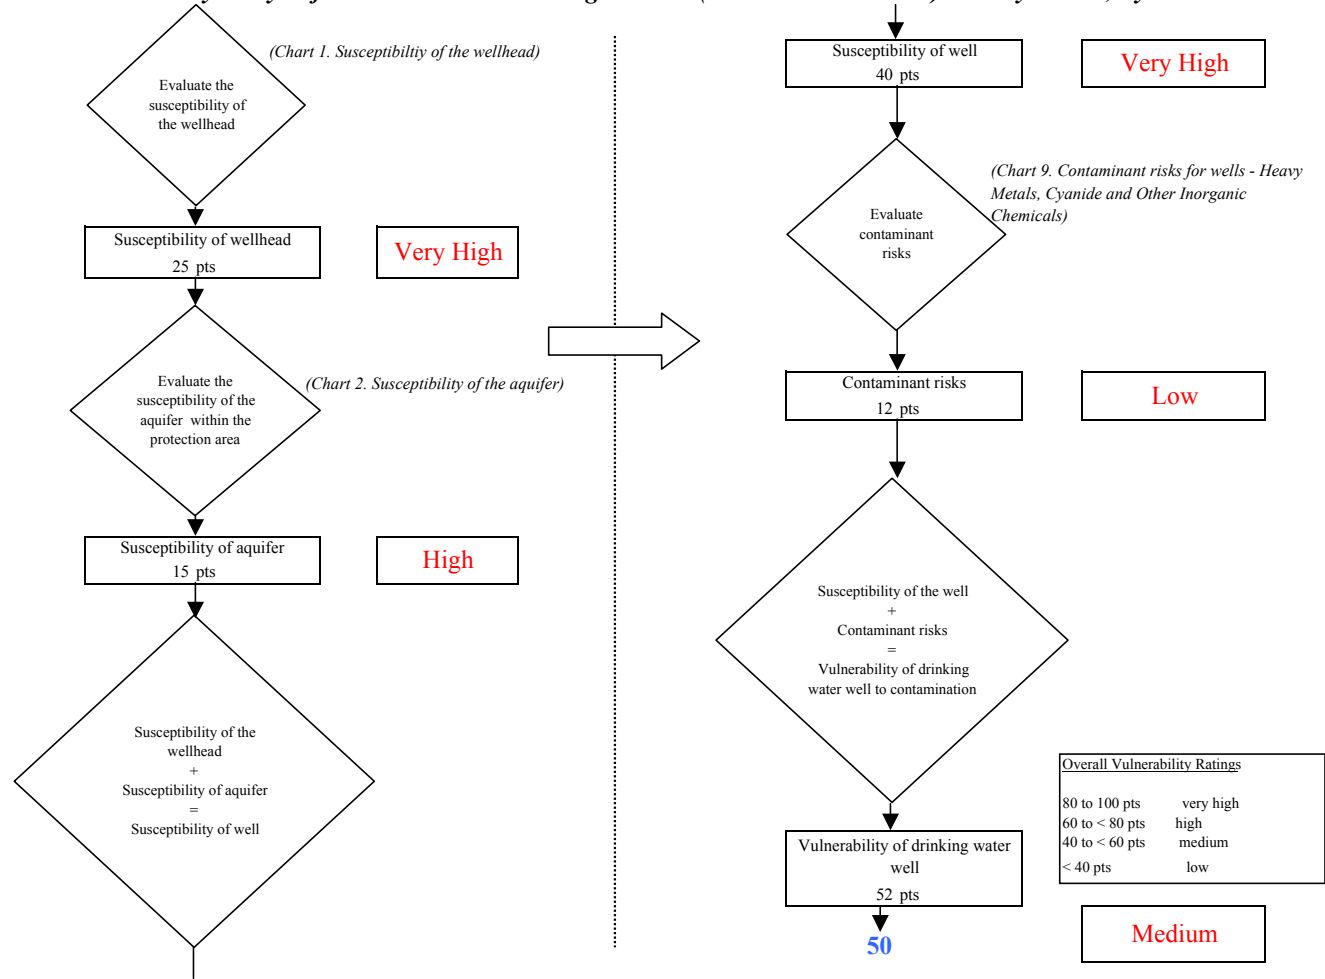 (Chart 1. Susceptibiltiy of the wellhead)
Evaluate the
susceptibility of
the wellhead
Susceptibility of wellhead
25 pts
Very High
Evaluate the
susceptibility of the
aquifer within the
protection area
(Chart 2. Susceptibility of the aquifer)
Susceptibility of aquifer
15 pts
High
Susceptibility of the
wellhead
+
Susceptibility of aquifer
=
Susceptibility of well
Susceptibility of well
40 pts
Very High
(Chart 9. Contaminant risks for wells - Heavy
Metals, Cyanide and Other Inorganic
Chemicals)
Evaluate
contaminant
risks
Contaminant risks
12 pts
Low
Susceptibility of the well
+
Contaminant risks
=
Vulnerability of drinking
water well to contamination
Overall Vulnerability Ratings
80 to 100 pts very high
60 to < 80 pts high
40 to < 60 pts medium
< 40 pts low
Vulnerability of drinking water
well
52 pts
50
Medium